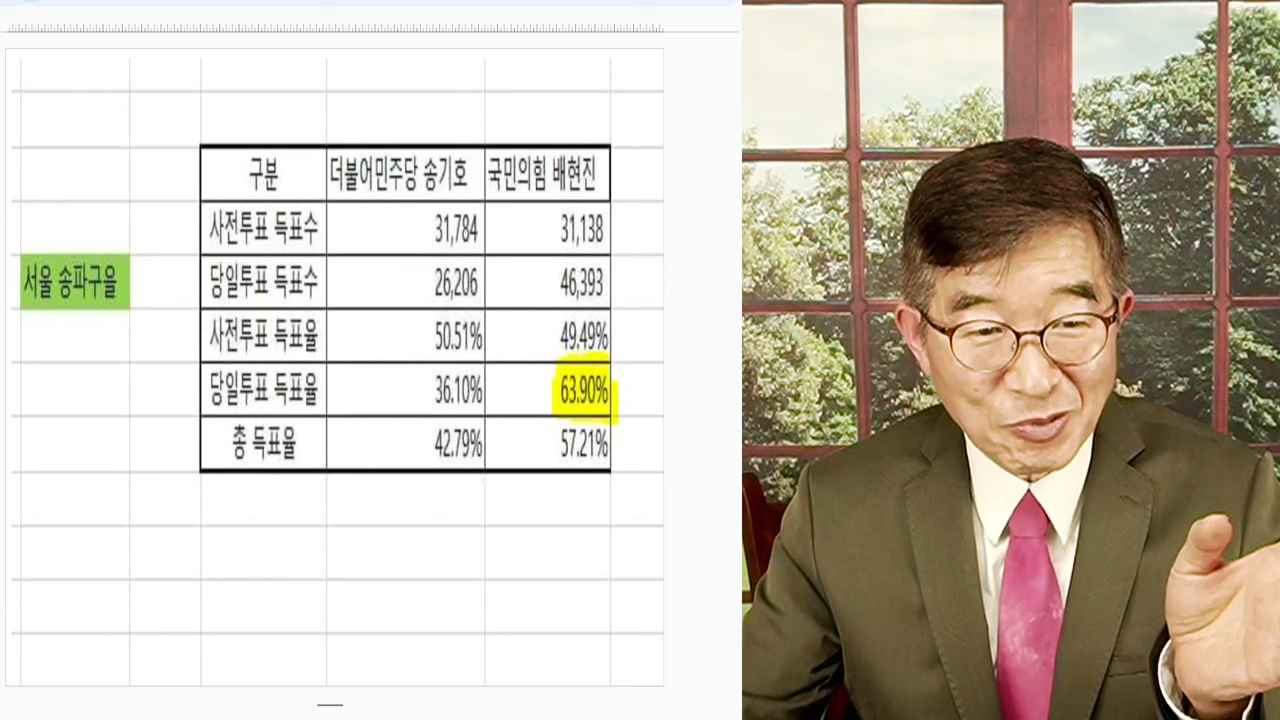 구분 더불어민주당 송기호 국민의힘 배현진
사전투표 득표수 31,784 31,138
서울 송파구을
당일투표 득표수 26,206 46,393
사전투표 득표율 50.51% 49.49%
당일투표 득표율 36.10% 63.90%
총 득표율 42.79% 57.21%